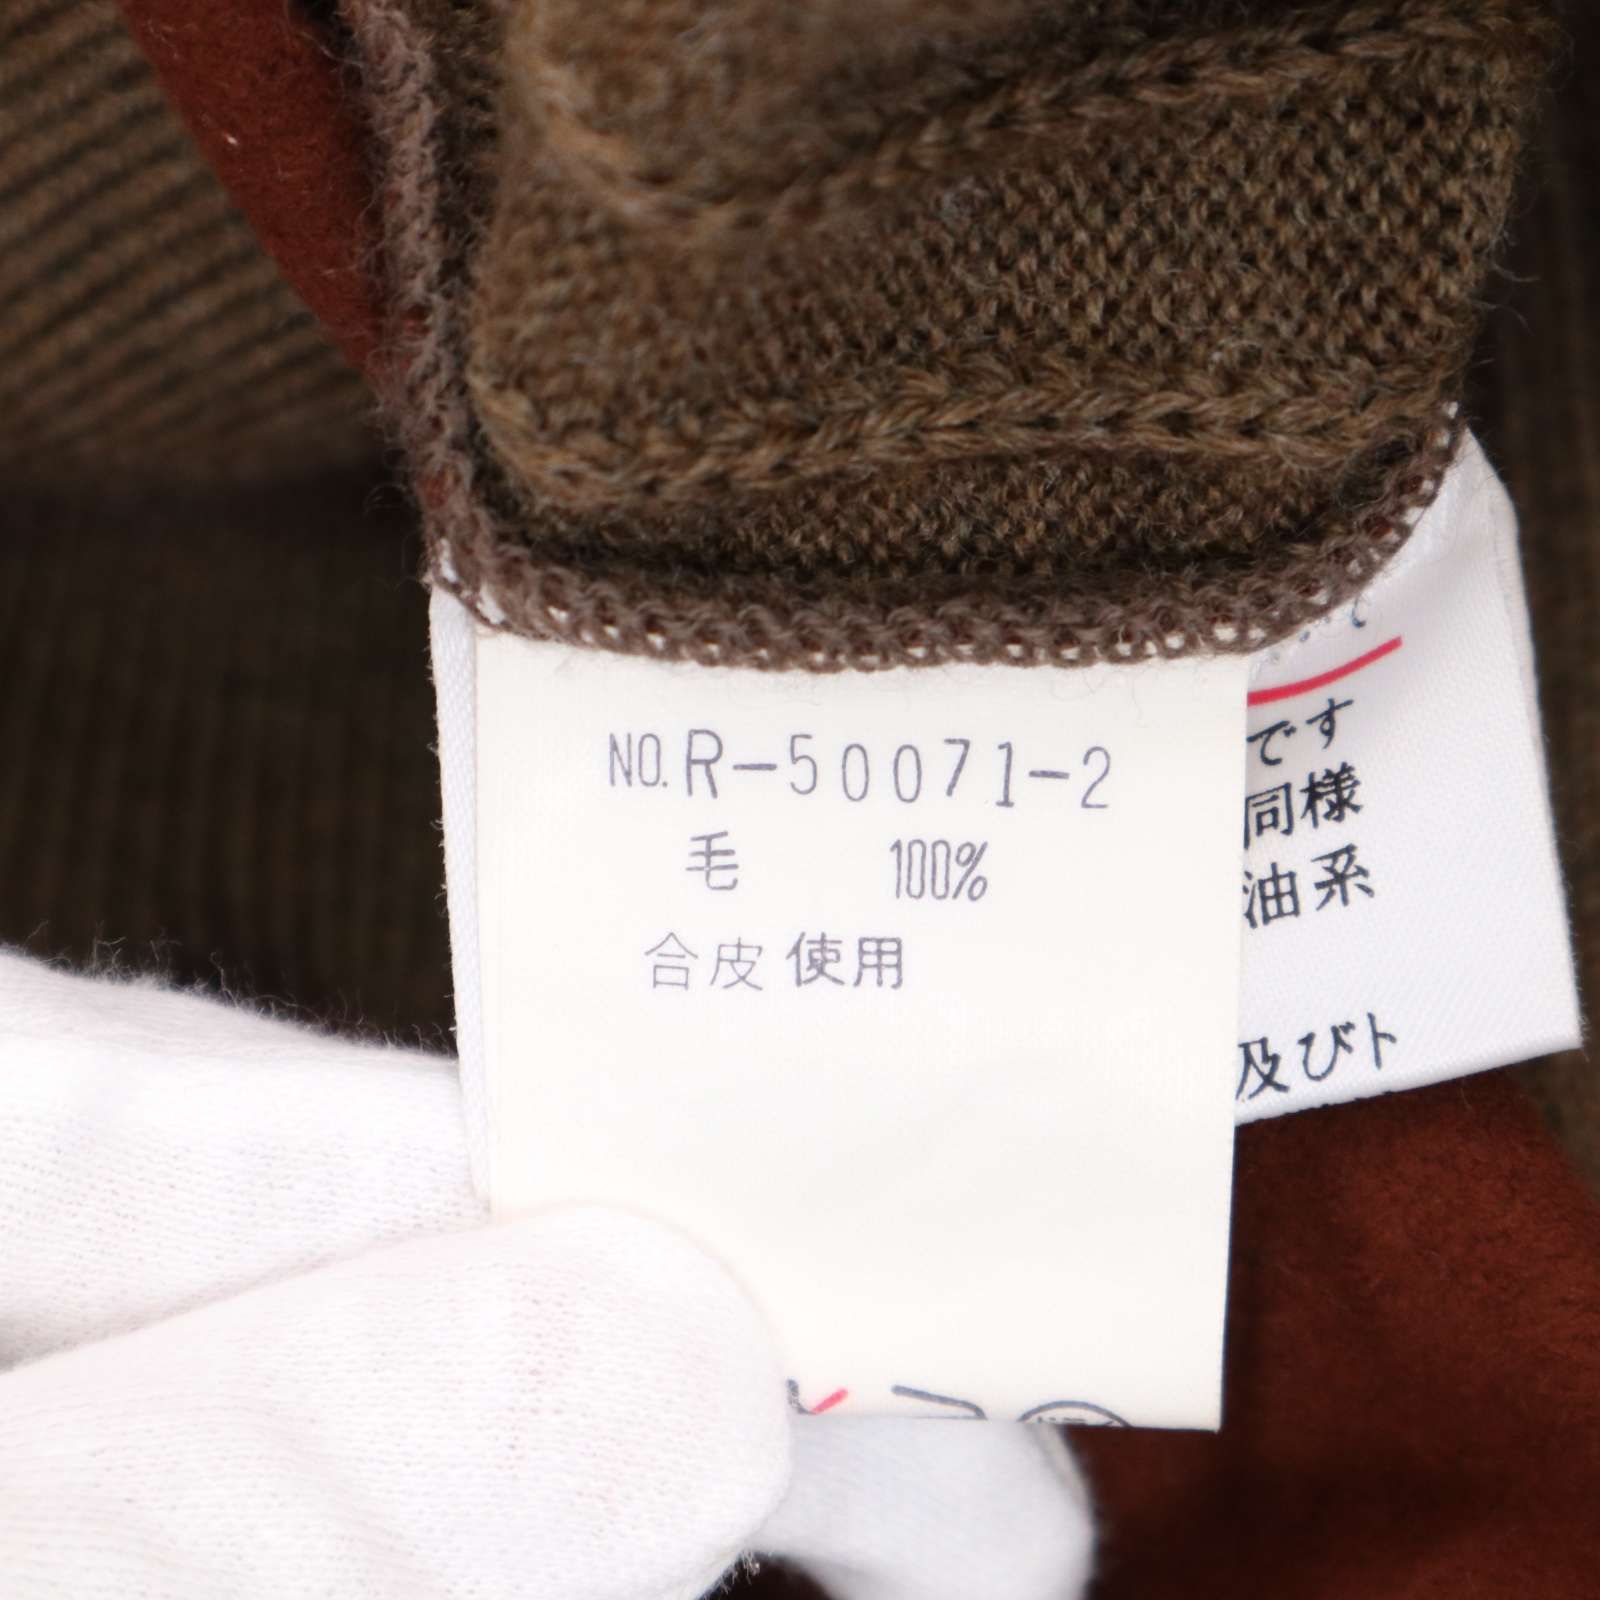 NO. R-50071-2
毛 100%
合皮 使用
です
同様
油系
及びト